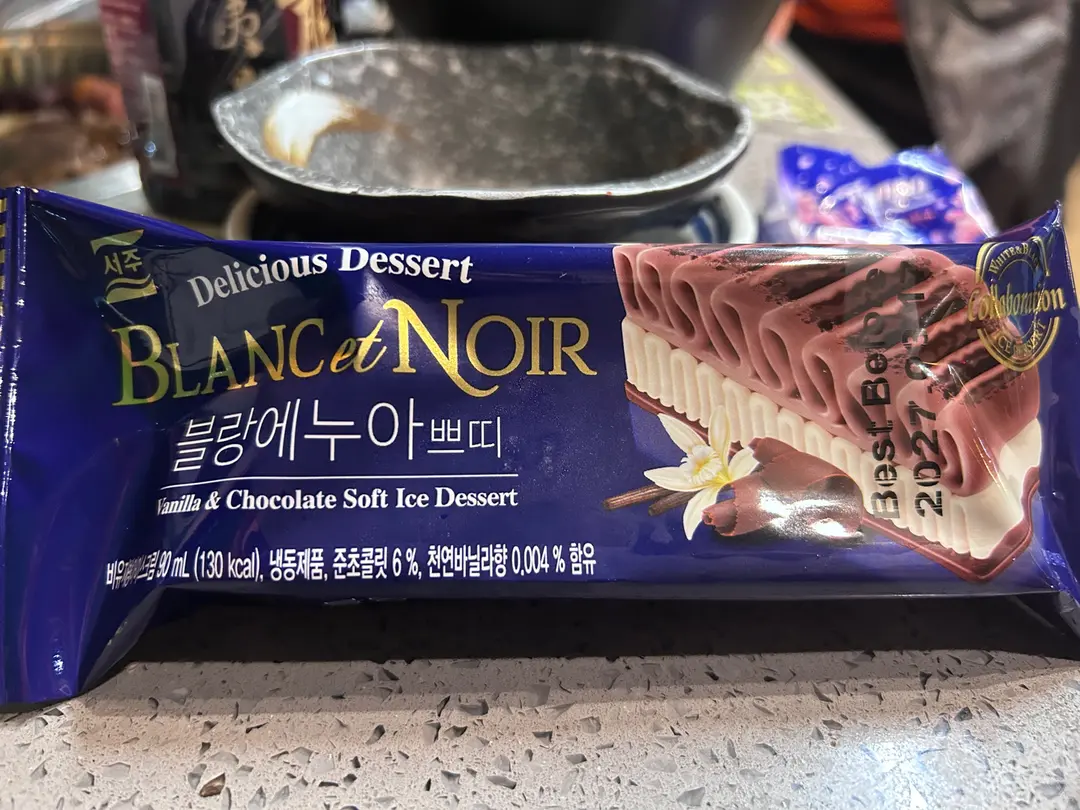 서주
Delicious Dessert
BLANC et NOIR
블랑에누아쁘띠
Vanilla & Chocolate Soft Ice Dessert
90 mL (130 kcal), 냉동제품, 준초콜릿 6 %, 천연바닐라향 0.004 % 함유
Collaboration
Best Before
2027